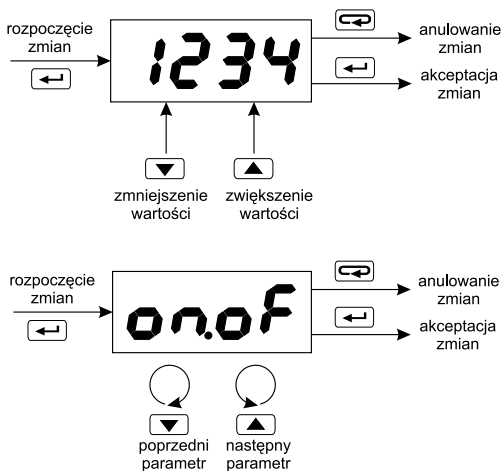 rozpoczęcie
zmian
1234
anulowanie
zmian
akceptacja
zmian
zmniejszenie
wartości
zwiększenie
wartości
rozpoczęcie
zmian
on.oF
anulowanie
zmian
akceptacja
zmian
poprzedni
parametr
następny
parametr